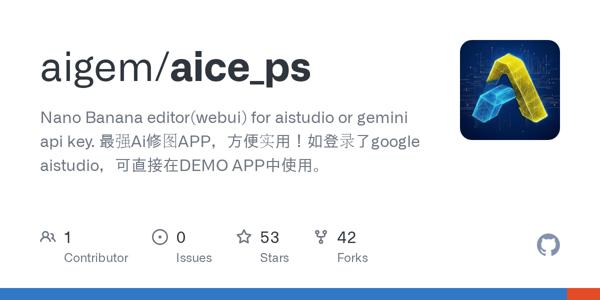 aigem/aice_ps
Nano Banana editor(webui) for aistudio or gemini
api key. 最强Ai修图APP，方便实用！如登录了google
aistudio，可直接在DEMO APP中使用。
1 0 53 42
Contributor Issues Stars Forks